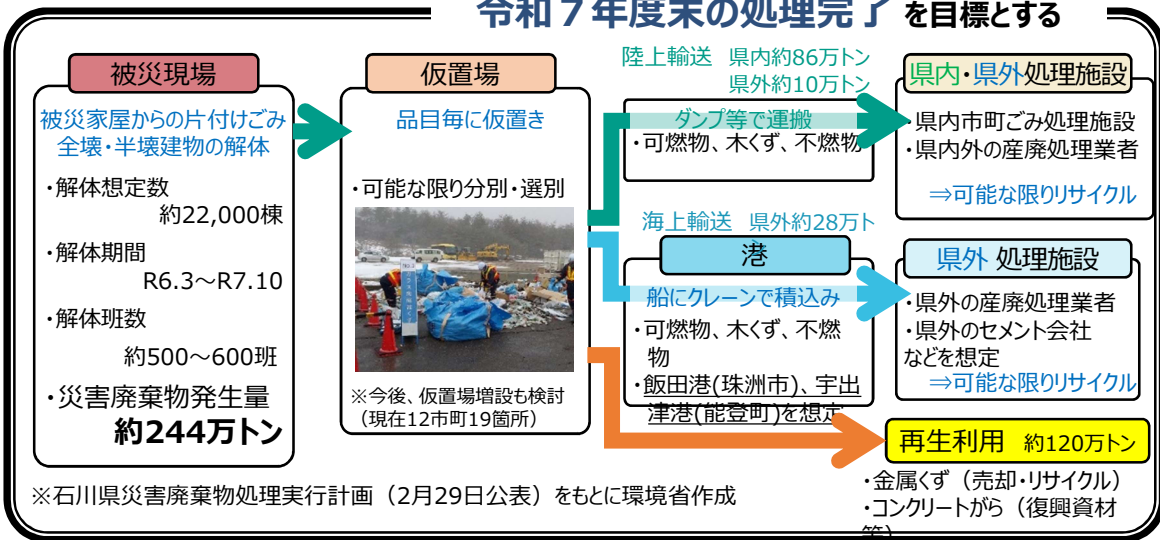 令和７年度末の処理完了 を目標とする
被災現場
被災家屋からの片付けごみ
全壊・半壊建物の解体
・解体想定数
約22,000棟
・解体期間
R6.3～R7.10
・解体班数
約500～600班
・災害廃棄物発生量
約244万トン
仮置場
品目毎に仮置き
・可能な限り分別・選別
※今後、仮置場増設も検討
（現在12市町19箇所）
陸上輸送　県内約86万トン
県外約10万トン
ダンプ等で運搬
・可燃物、木くず、不燃物
県内・県外処理施設
・県内市町ごみ処理施設
・県内外の産廃処理業者
⇒可能な限りリサイクル
海上輸送　県外約28万ト
港
船にクレーンで積込み
・可燃物、木くず、不燃
物
・飯田港(珠洲市)、宇出
津港(能登町)を想定
県外 処理施設
・県外の産廃処理業者
・県外のセメント会社
などを想定
⇒可能な限りリサイクル
再生利用　約120万トン
・金属くず（売却・リサイクル）
・コンクリートがら（復興資材
等）
※石川県災害廃棄物処理実行計画（2月29日公表）をもとに環境省作成